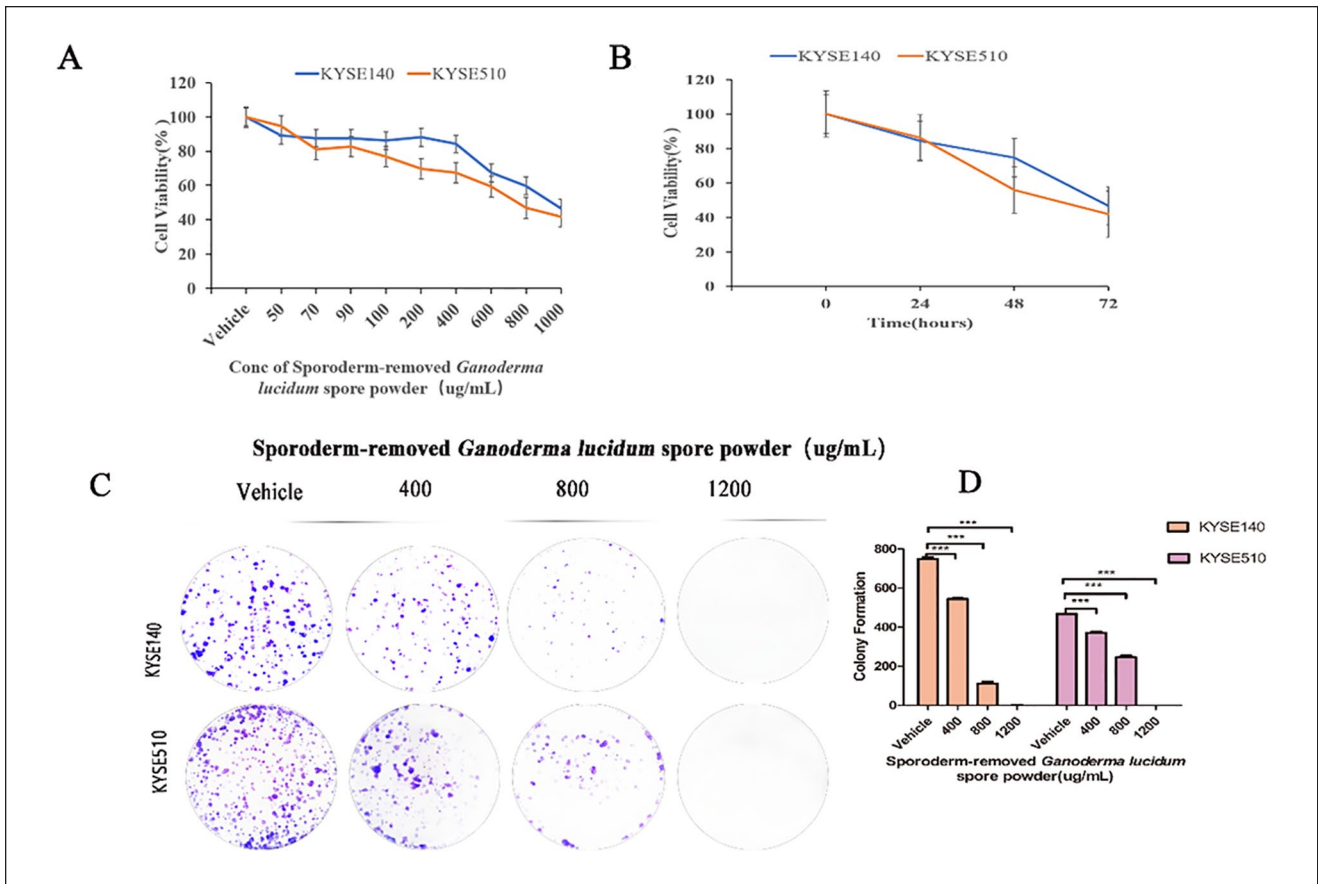 A
KYSE140 KYSE510
120
100
80
60
40
20
0
Cell Viability(%)
Vehicle 50 70 90 100 200 400 600 800 1000
Conc of Sporoderm-removed Ganoderma
lucidum spore powder（ug/mL）
B
KYSE140 KYSE510
120
100
80
60
40
20
0
Cell Viability(%)
0 24 48 72
Time(hours)
Sporoderm-removed Ganoderma lucidum spore powder（ug/mL）
C
Vehicle 400 800 1200
KYSE140
KYSE510
D
KYSE140
KYSE510
***
***
***
***
***
***
800
600
400
200
0
Colony Formation
Vehicle 400 800 1200 Vehicle 400 800 1200
Sporoderm-removed Ganoderma lucidum
spore powder(ug/mL)